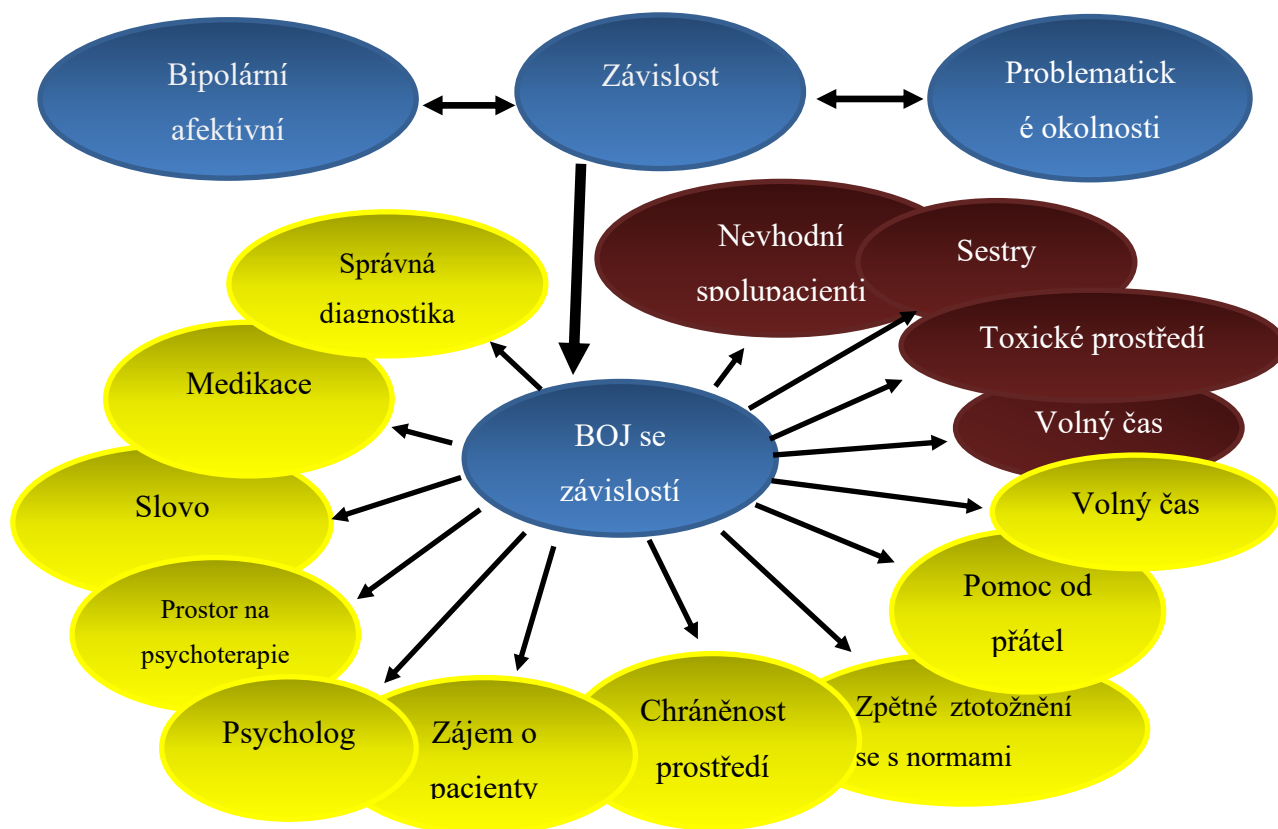 Bipolární
afektivní
Závislost
Problematick
é okolnosti
Nevhodní
spolupacienti
Sestry
Toxické prostředí
Volný čas
Správná
diagnostika
Medikace
Slovo
Prostor na
psychoterapie
Psycholog
Zájem o
pacienty
Chráněnost
prostředí
Zpětné ztotožnění
se s normami
Pomoc od
přátel
Volný čas
BOJ se
závislostí